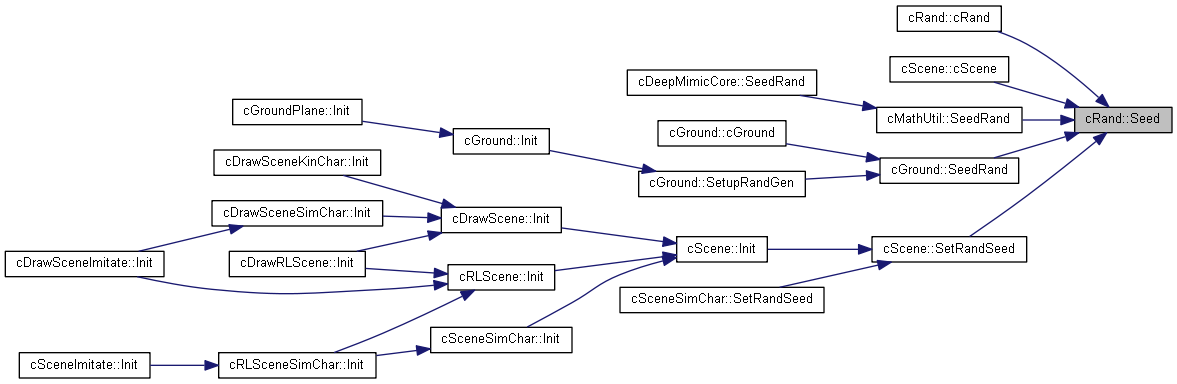 cRand::cRand
cScene::cScene
cDeepMimicCore::SeedRand
cGroundPlane::Init
cMathUtil::SeedRand
cRand::Seed
cGround::cGround
cGround::Init
cDrawSceneKinChar::Init
cGround::SeedRand
cGround::SetupRandGen
cDrawSceneSimChar::Init
cDrawScene::Init
cScene::Init
cScene::SetRandSeed
cDrawSceneImitate::Init
cDrawRLScene::Init
cRLScene::Init
cSceneSimChar::SetRandSeed
cSceneSimChar::Init
cSceneImitate::Init
cRLSceneSimChar::Init